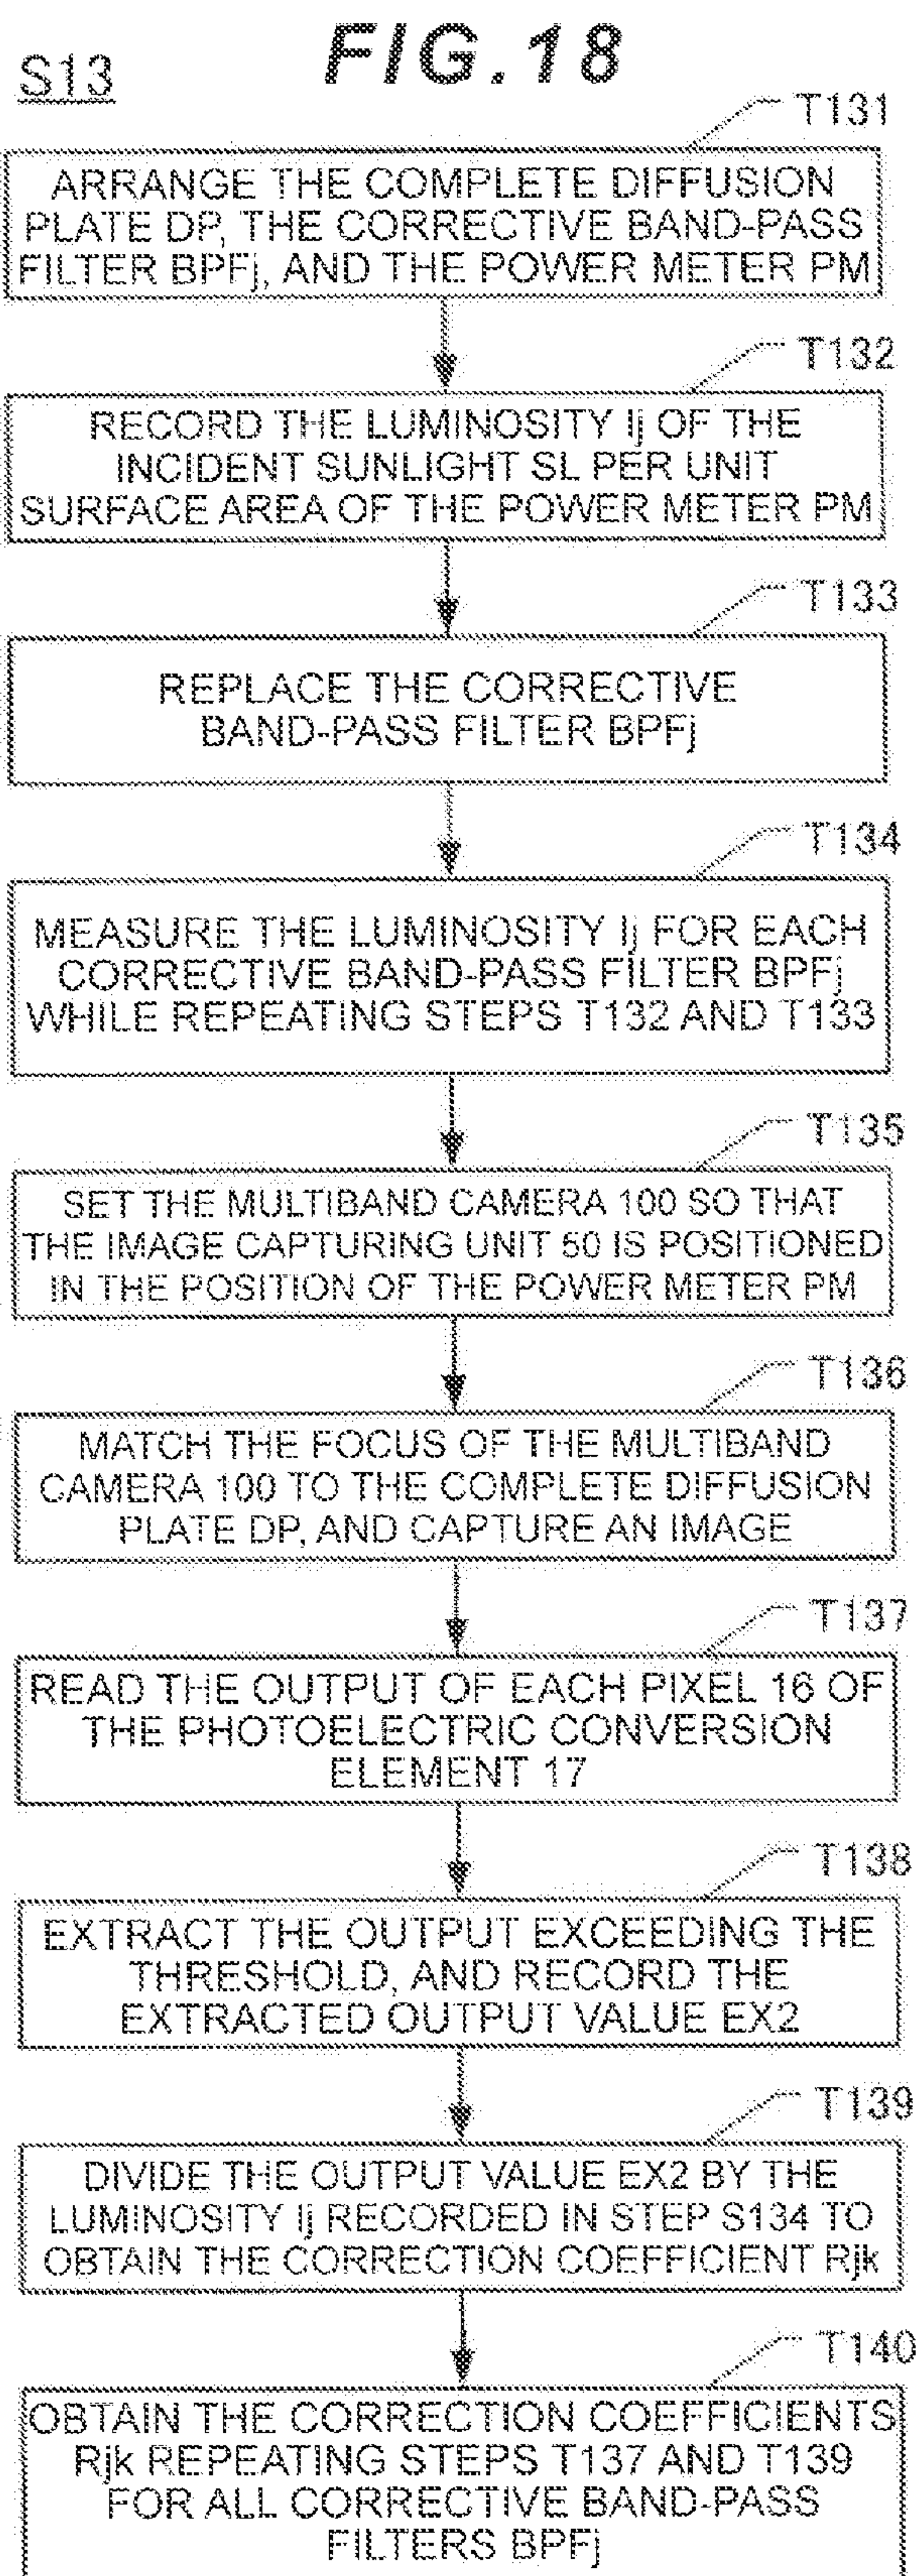 FIG.18
S13
T131
ARRANGE THE COMPLETE DIFFUSION
PLATE DP, THE CORRECTIVE BAND-PASS
FILTER BPFj, AND THE POWER METER PM
T132
RECORD THE LUMINOSITY Ij OF THE
INCIDENT SUNLIGHT SL PER UNIT
SURFACE AREA OF THE POWER METER PM
T133
REPLACE THE CORRECTIVE
BAND-PASS FILTER BPFj
T134
MEASURE THE LUMINOSITY Ij FOR EACH
CORRECTIVE BAND-PASS FILTER BPFj
WHILE REPEATING STEPS T132 AND T133
T135
SET THE MULTIBAND CAMERA 100 SO THAT
THE IMAGE CAPTURING UNIT 50 IS POSITIONED
IN THE POSITION OF THE POWER METER PM
T136
MATCH THE FOCUS OF THE MULTIBAND
CAMERA 100 TO THE COMPLETE DIFFUSION
PLATE DP, AND CAPTURE AN IMAGE
T137
READ THE OUTPUT OF EACH PIXEL 16 OF
THE PHOTOELECTRIC CONVERSION
ELEMENT 17
T138
EXTRACT THE OUTPUT EXCEEDING THE
THRESHOLD, AND RECORD THE
EXTRACTED OUTPUT VALUE EX2
T139
DIVIDE THE OUTPUT VALUE EX2 BY THE
LUMINOSITY Ij RECORDED IN STEP S134 TO
OBTAIN THE CORRECTION COEFFICIENT Rjk
T140
OBTAIN THE CORRECTION COEFFICIENTS
Rjk REPEATING STEPS T137 AND T139
FOR ALL CORRECTIVE BAND-PASS
FILTERS BPFj